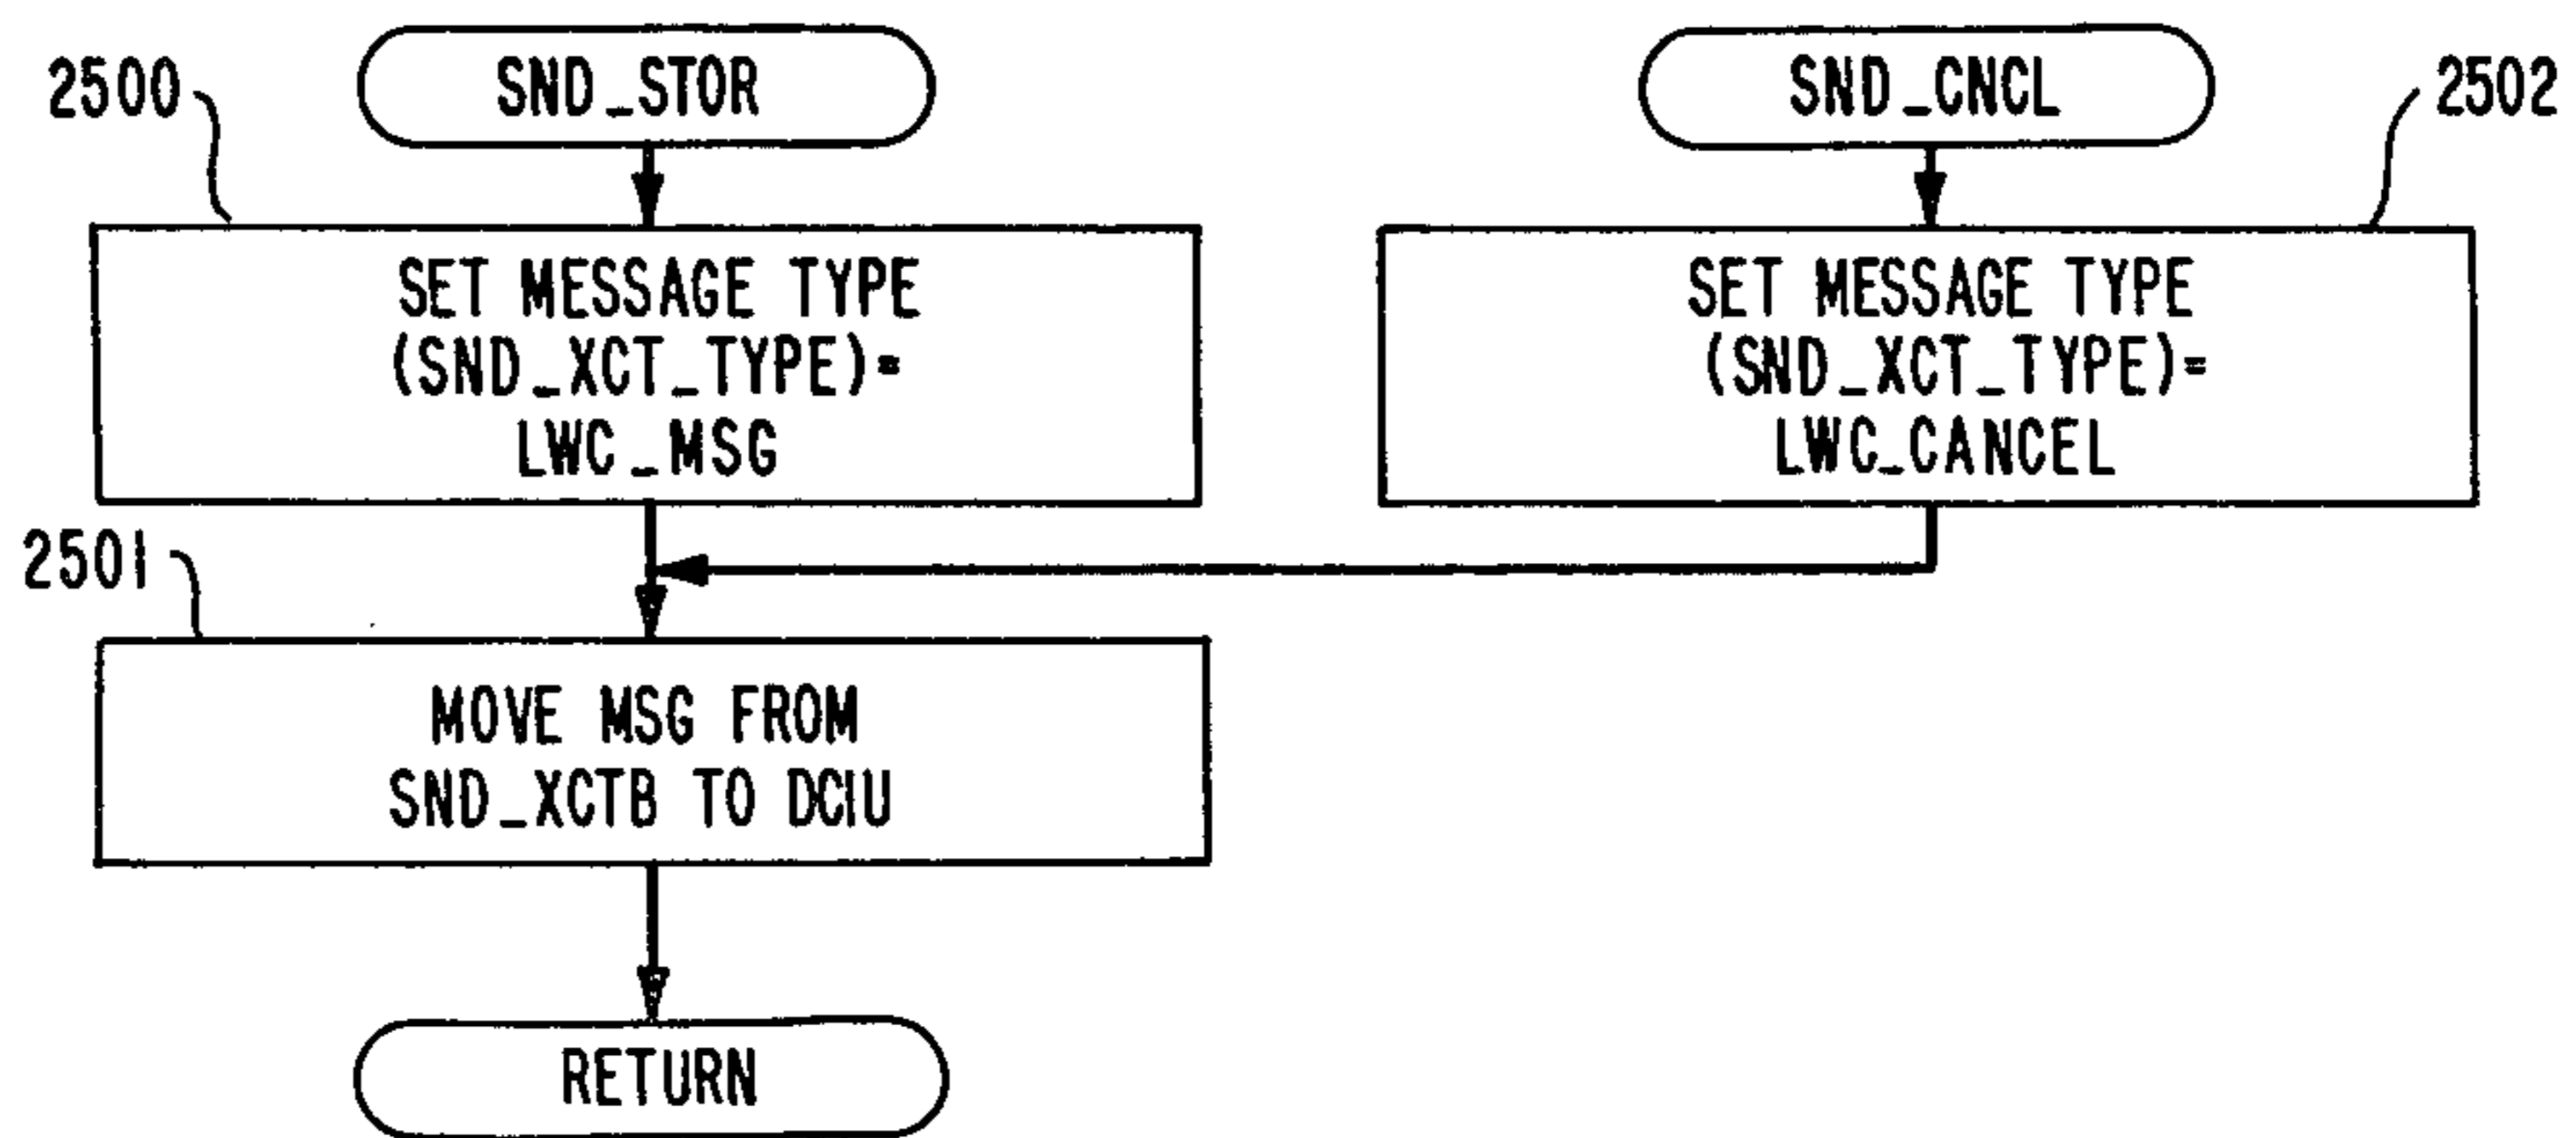 SND_STOR
SND_CNCL
2500
2502
SET MESSAGE TYPE
(SND_XCT_TYPE)=
LWC_MSG
SET MESSAGE TYPE
(SND_XCT_TYPE)=
LWC_CANCEL
2501
MOVE MSG FROM
SND_XCTB TO DCIU
RETURN